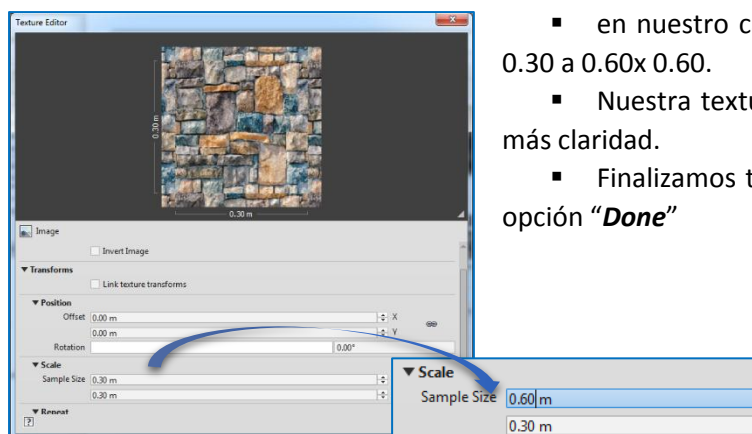 Texture Editor
0.30 m
0.30 m
Image
Invert Image
▼ Transforms
Link texture transforms
▼ Position
Offset 0.00 m X
0.00 m Y
Rotation 0.00°
▼ Scale
Sample Size 0.30 m
0.30 m
▼ Repeat
?
▼ Scale
Sample Size 0.60 m
0.30 m
▪ en nuestro
0.30 a 0.60x 0.60.
▪ Nuestra
más claridad.
▪ Finalizamos
opción “Done”